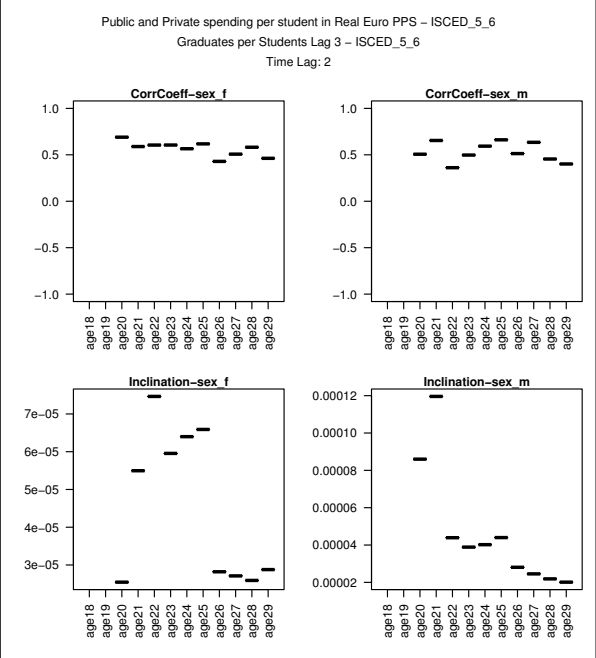 Public and Private spending per student in Real Euro PPS − ISCED_5_6
Graduates per Students Lag 3 − ISCED_5_6
Time Lag: 2
CorrCoeff−sex_f
1.0
0.5
0.0
−0.5
−1.0
age18
age19
age20
age21
age22
age23
age24
age25
age26
age27
age28
age29
CorrCoeff−sex_m
1.0
0.5
0.0
−0.5
−1.0
age18
age19
age20
age21
age22
age23
age24
age25
age26
age27
age28
age29
Inclination−sex_f
7e−05
6e−05
5e−05
4e−05
3e−05
age18
age19
age20
age21
age22
age23
age24
age25
age26
age27
age28
age29
Inclination−sex_m
0.00012
0.00010
0.00008
0.00006
0.00004
0.00002
age18
age19
age20
age21
age22
age23
age24
age25
age26
age27
age28
age29